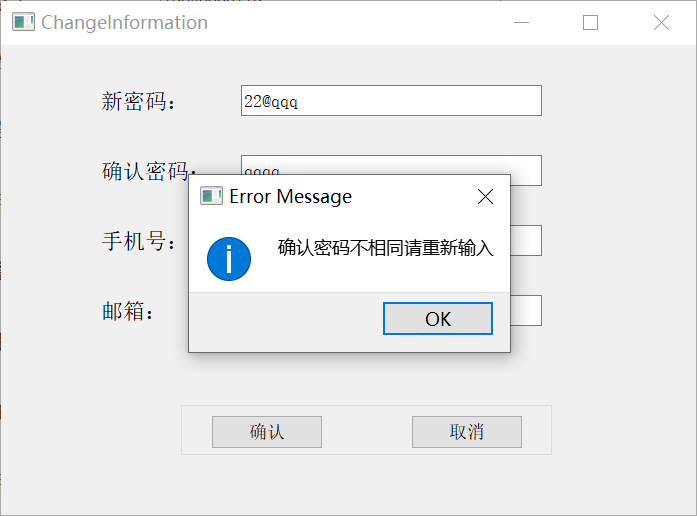 ChangeInformation
新密码：
22@qqq
确认密码：
qqqq
Error Message
确认密码不相同请重新输入
OK
手机号：
邮箱：
确认
取消